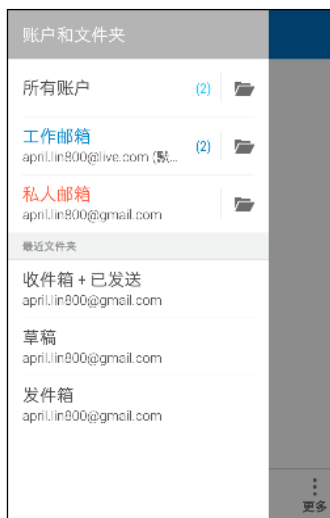 账户和文件夹
所有账户 (2)
工作邮箱 (2)
april.lin800@live.com (默...
私人邮箱
april.lin800@gmail.com
最近文件夹
收件箱 + 已发送
april.lin800@gmail.com
草稿
april.lin800@gmail.com
发件箱
april.lin800@gmail.com
更多